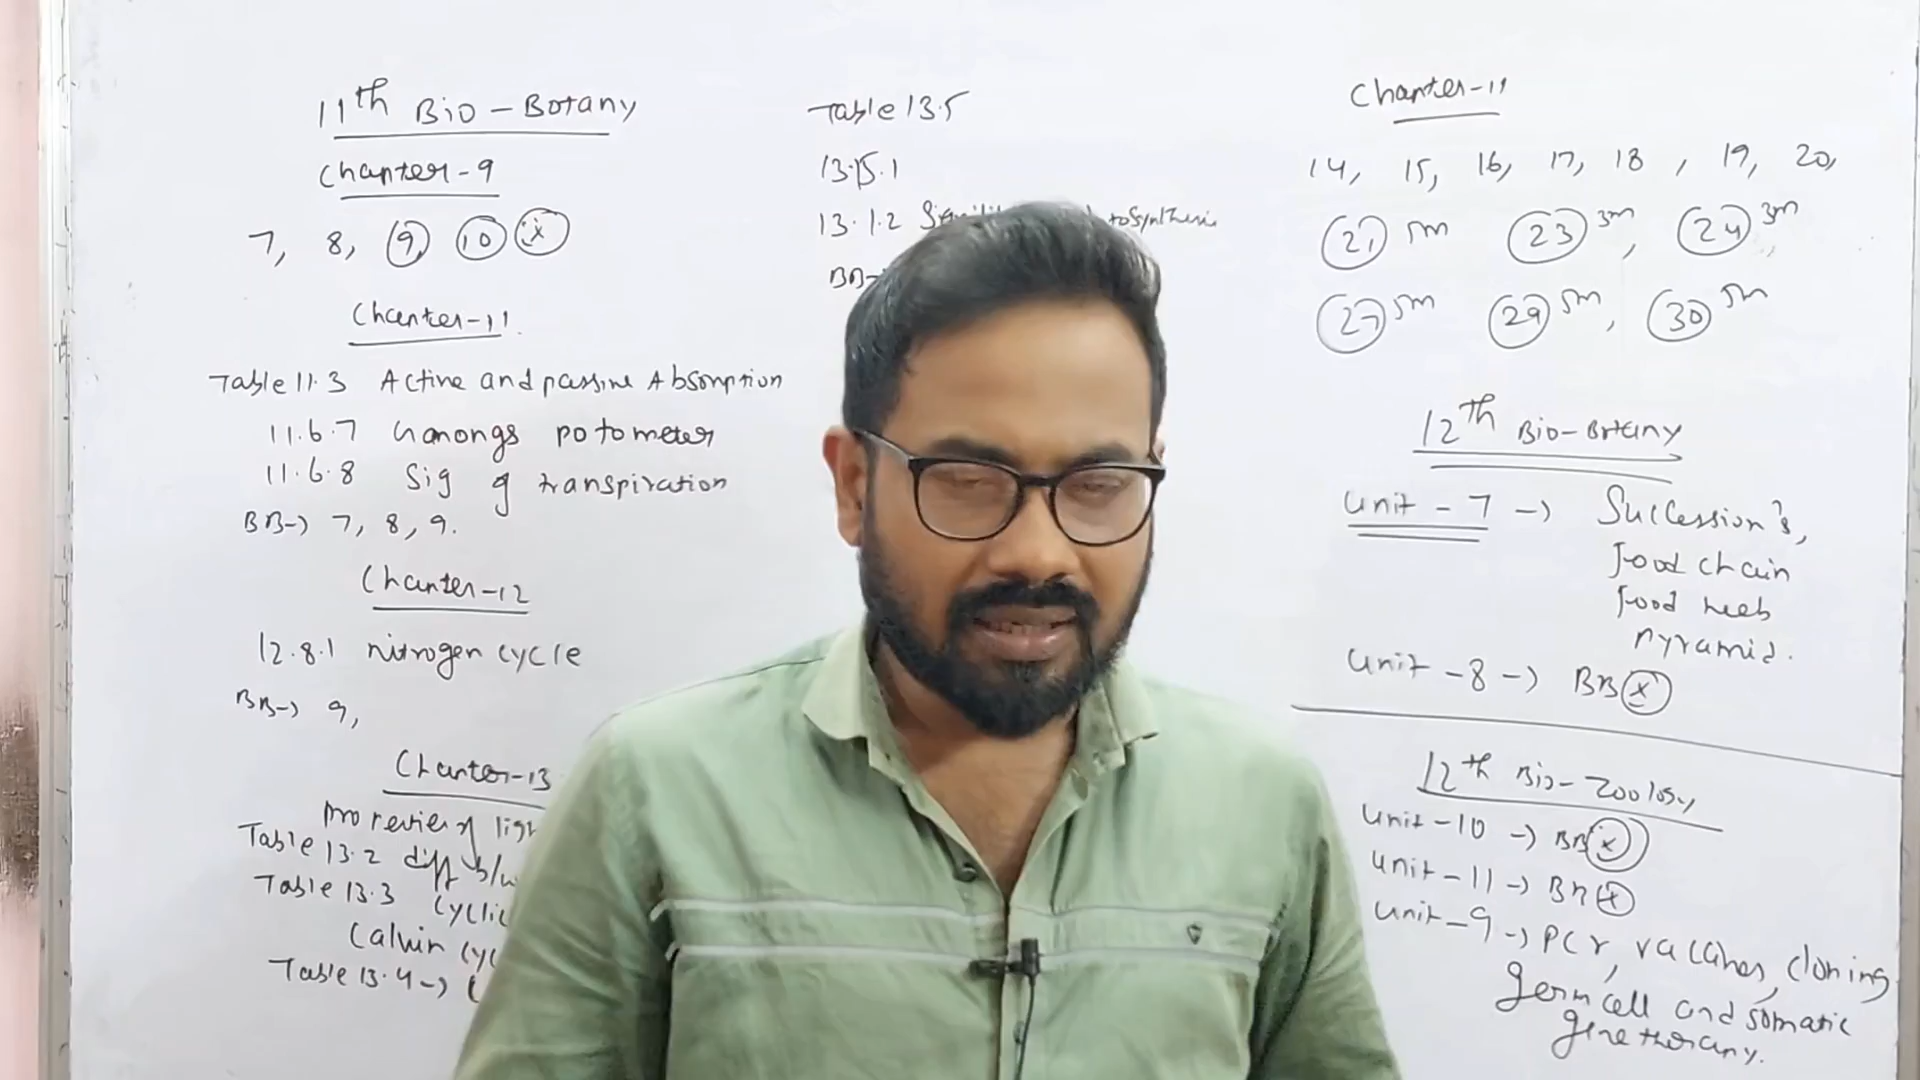 11th Bio - Botany
Chapter - 9
7, 8, 9, 10 x
Chapter - 11
Table 11.3 Active and passive Absorption
11.6.7 Ganongs potometer
11.6.8 Sig of transpiration
BB-> 7, 8, 9.
Chapter - 12
12.8.1 nitrogen cycle
BB-> 9,
Chapter - 13
Table 13.2 diff b/w
Table 13.3 Cyclic
Calvin
Table 13.4 ->
Table 13.5
13.15.1
13.1.2
BB-
Chapter - 11
14, 15, 16, 17, 18, 19, 20,
21 5m 23 3m, 24 3m
27 5m 29 5m, 30 5m
12th Bio-Botany
Unit - 7 -> Succession's,
Food chain
Food web
pyramid.
Unit - 8 -> BB x
12th Bio - Zoology
Unit - 10 -> BB x
Unit - 11 -> BB x
Unit - 9 -> PCr, vaccines, cloning
Germ cell and somatic
gene therapy.